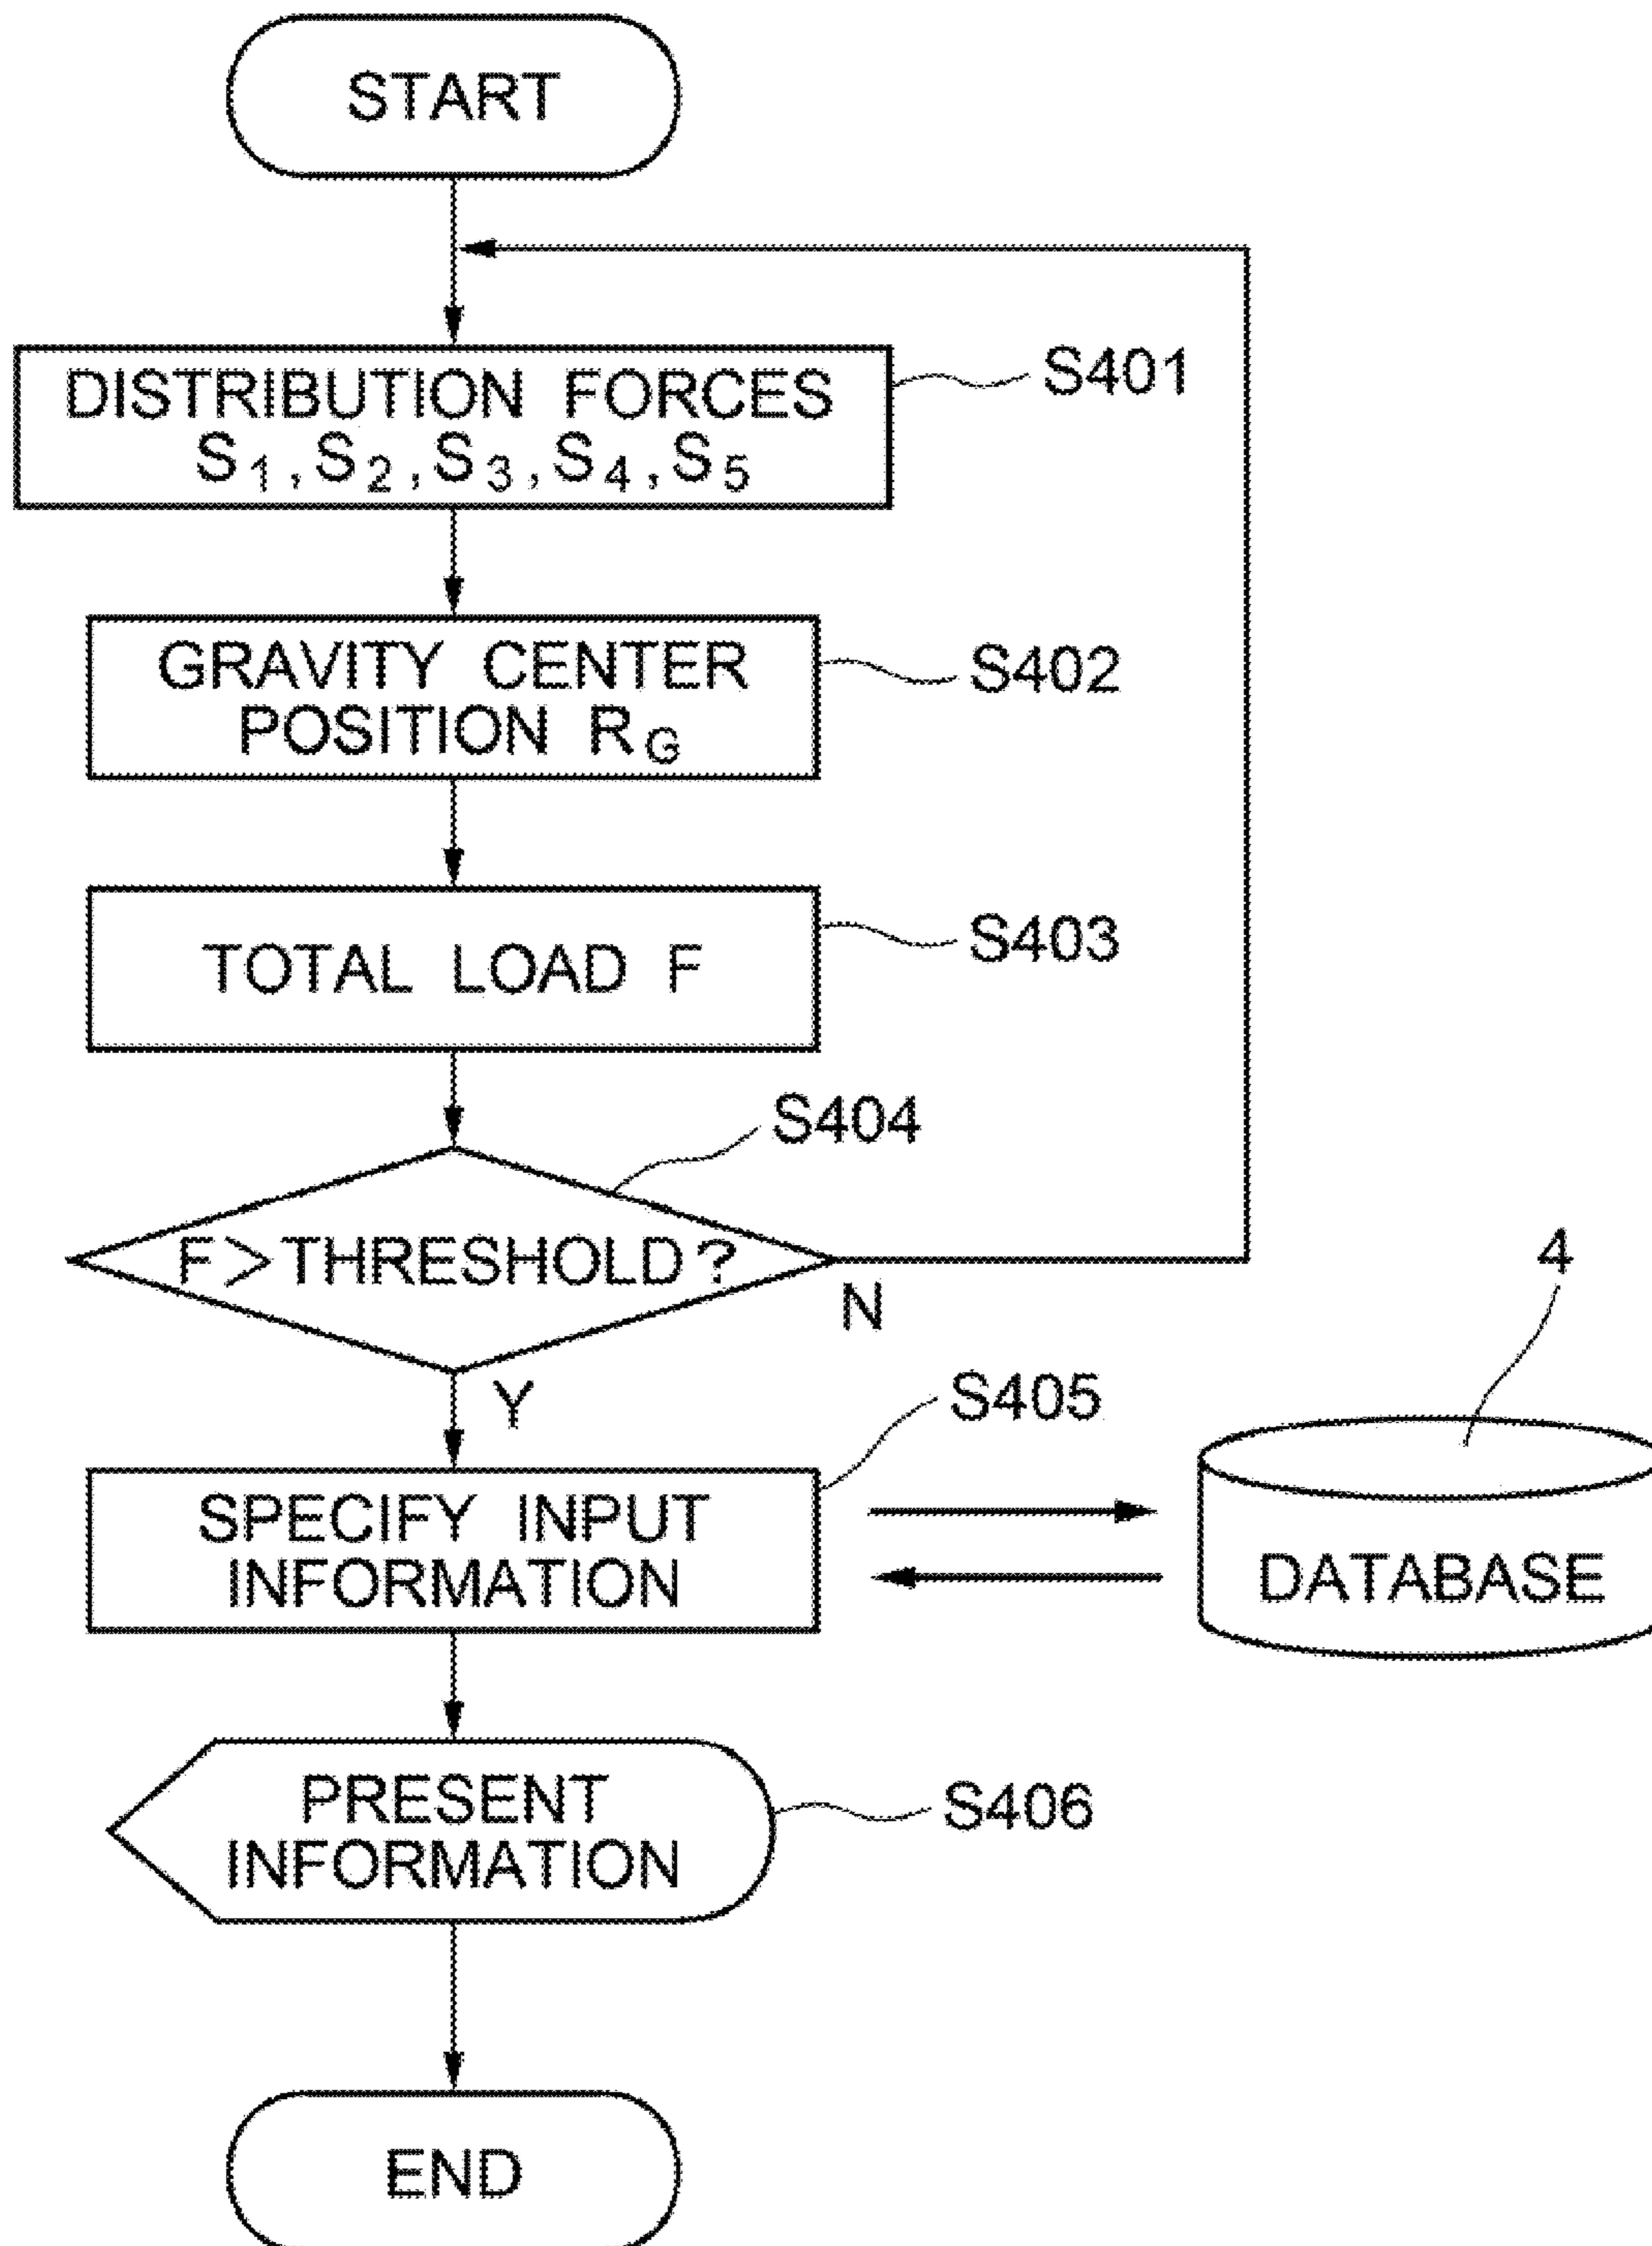 START
DISTRIBUTION FORCES
S₁,S₂,S₃,S₄,S₅
S401
GRAVITY CENTER
POSITION R_G
S402
TOTAL LOAD F
S403
S404
F>THRESHOLD?
N
Y
S405
SPECIFY INPUT
INFORMATION
4
DATABASE
PRESENT
INFORMATION
S406
END